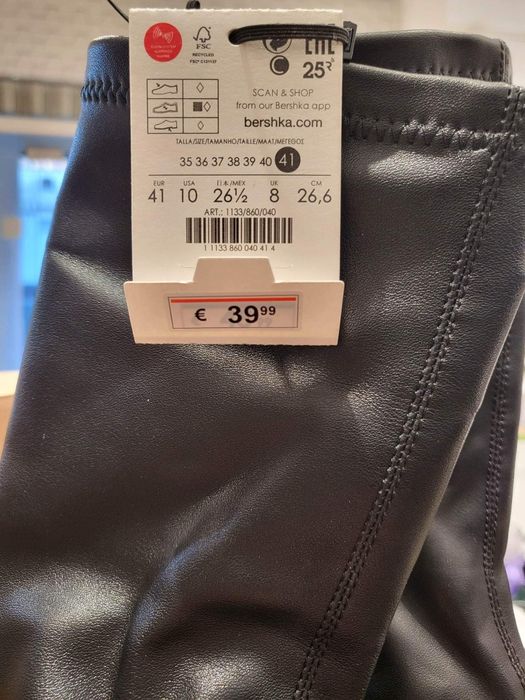 FSC
RECYCLED
EAC
25
SCAN & SHOP
from our Bershka app
bershka.com
TALLA/SIZE/TAMANHO/TAILLE/MAAT/ΜΕΓΕΘΟΣ
35 36 37 38 39 40 41
EUR USA 日本/MEX UK CM
41 10 26½ 8 26,6
ART.: 1133/860/040
1 1133 860 040 41 4
€ 39⁹⁹